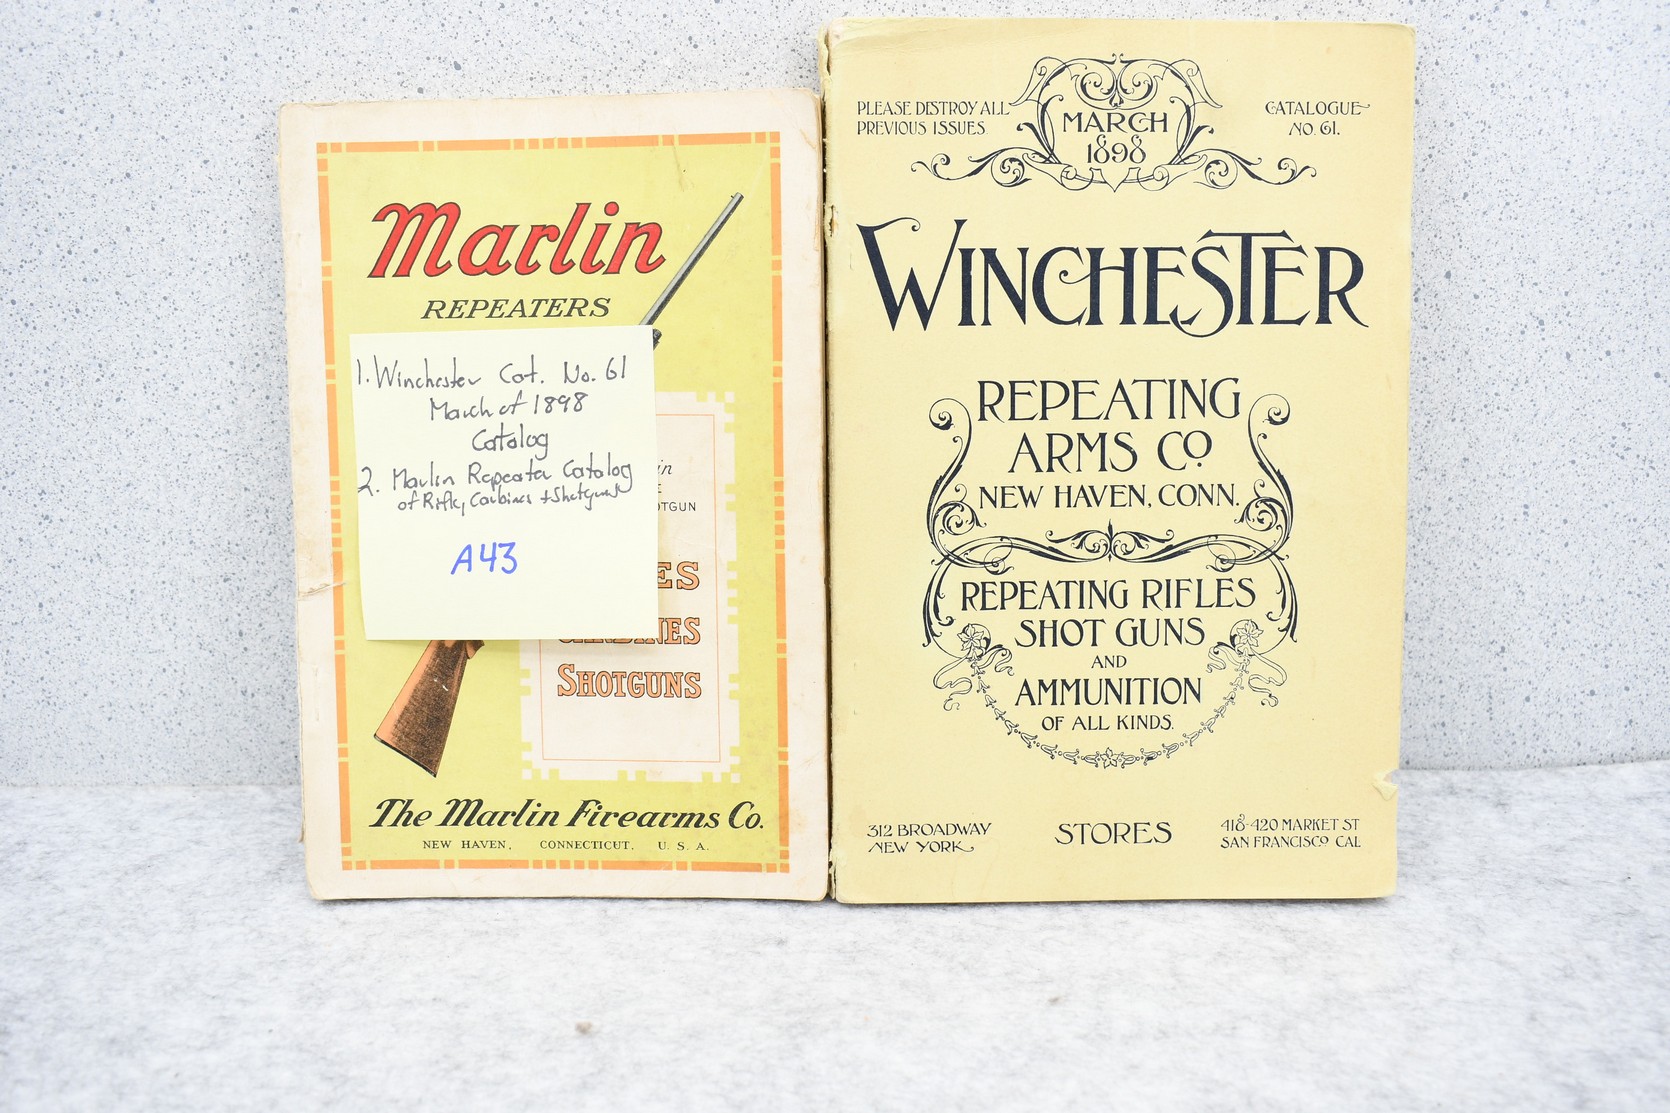 Marlin
REPEATERS
1. Winchester Cat. No. 61
March of 1898
Catalog
2. Marlin Repeater Catalog
of Rifles, Carbines + Shotguns
A43
SHOTGUNS
The Marlin Firearms Co.
NEW HAVEN, CONNECTICUT, U. S. A.
PLEASE DESTROY ALL
PREVIOUS ISSUES
MARCH
1898
CATALOGUE
NO. 61.
WINCHESTER
REPEATING
ARMS CO
NEW HAVEN, CONN.
REPEATING RIFLES
SHOT GUNS
AND
AMMUNITION
OF ALL KINDS.
312 BROADWAY
NEW YORK
STORES
418-420 MARKET ST
SAN FRANCISCO CAL